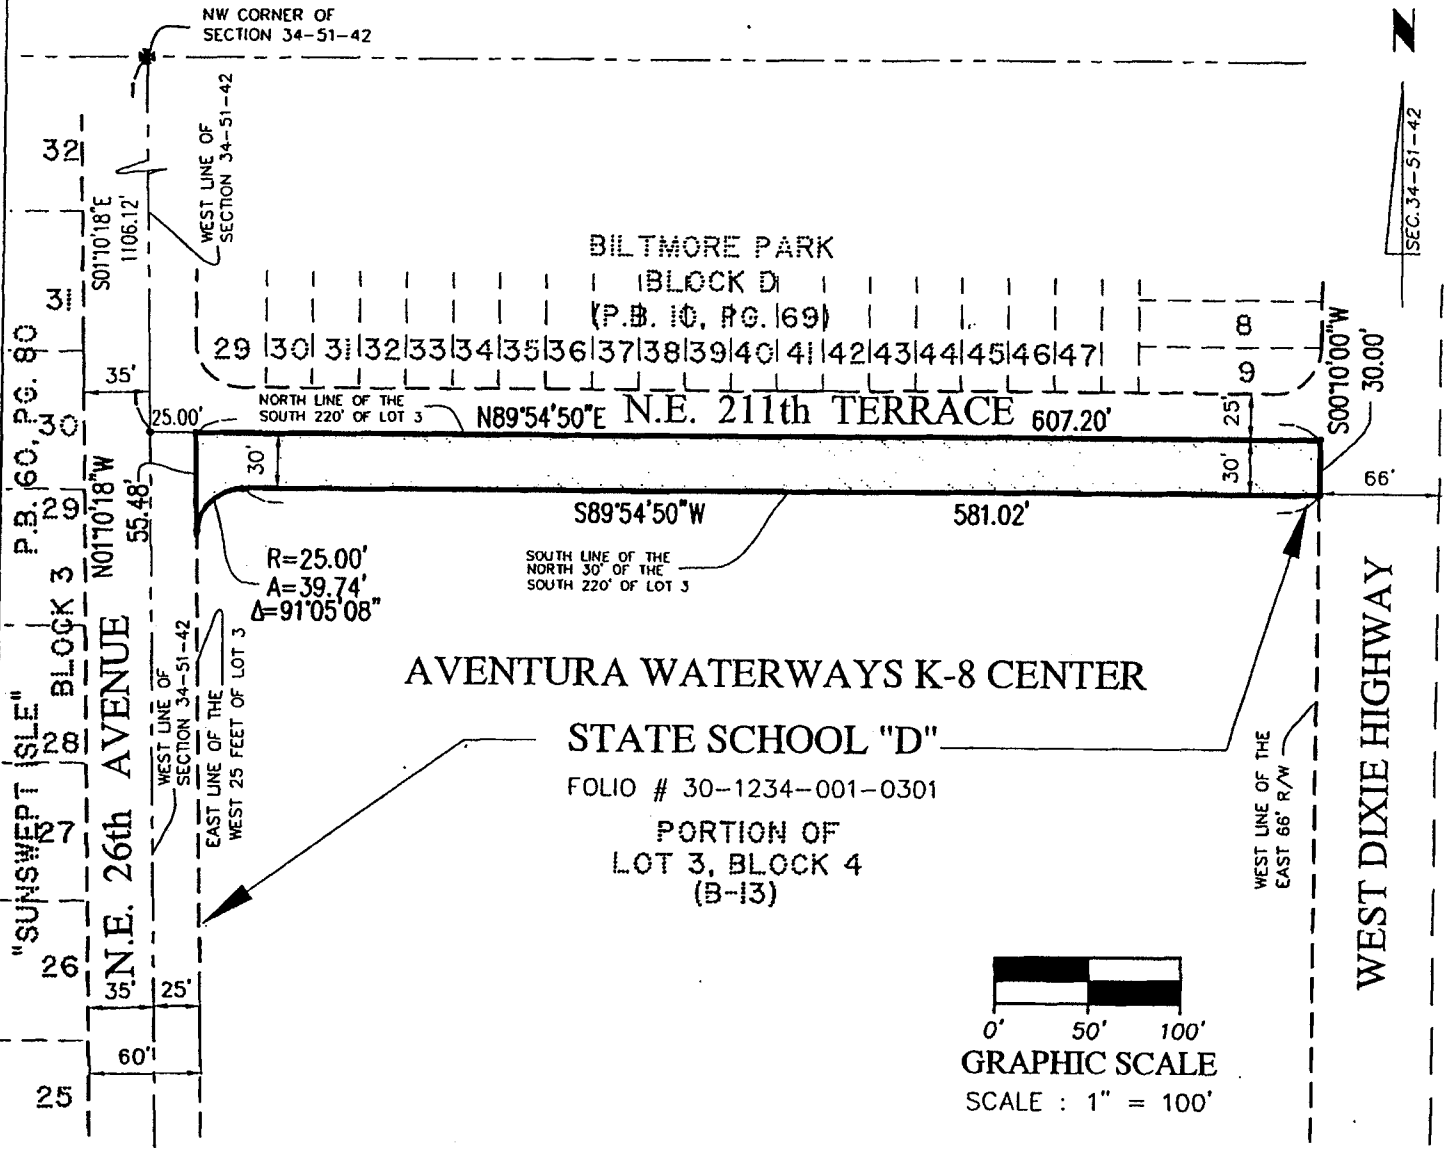 NW CORNER OF
SECTION 34-51-42
N
SEC.34-51-42
WEST LINE OF
SECTION 34-51-42
S01°10'18"E
1106.12'
32
31
30
29
28
27
26
25
P.B. 60, PG. 80
BLOCK 3
"SUNSWEPT ISLE"
BILTMORE PARK
BLOCK D
(P.B. 10, PG. 69)
29 30 31 32 33 34 35 36 37 38 39 40 41 42 43 44 45 46 47
8
9
35'
25.00'
NORTH LINE OF THE
SOUTH 220' OF LOT 3
N89°54'50"E
N.E. 211th TERRACE
607.20'
25'
S00°10'00"W
30.00'
30'
30'
66'
N01°10'18"W
55.48'
S89°54'50"W
581.02'
R=25.00'
A=39.74'
Δ=91°05'08"
SOUTH LINE OF THE
NORTH 30' OF THE
SOUTH 220' OF LOT 3
N.E. 26th AVENUE
WEST LINE OF
SECTION 34-51-42
EAST LINE OF THE
WEST 25 FEET OF LOT 3
AVENTURA WATERWAYS K-8 CENTER
STATE SCHOOL "D"
FOLIO # 30-1234-001-0301
PORTION OF
LOT 3, BLOCK 4
(B-13)
WEST LINE OF THE
EAST 66' R/W
WEST DIXIE HIGHWAY
35'
25'
60'
0' 50' 100'
GRAPHIC SCALE
SCALE : 1" = 100'